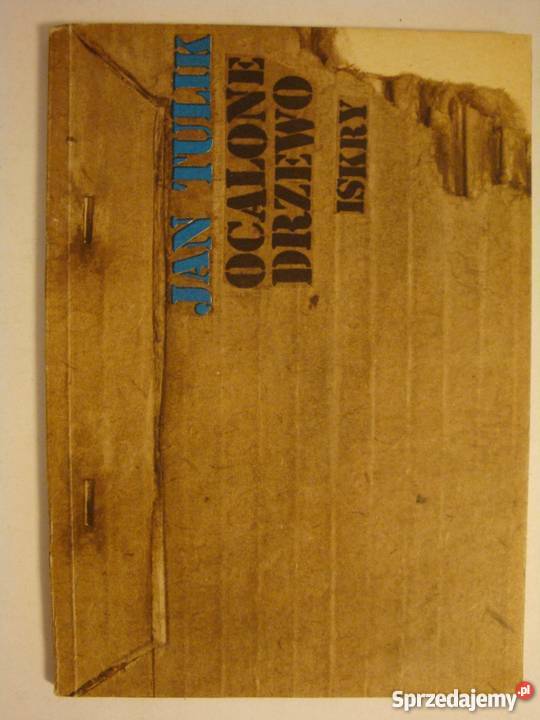 JAN TULIK
OCALONE
DRZEWO
ISKRY
Sprzedajemy.pl